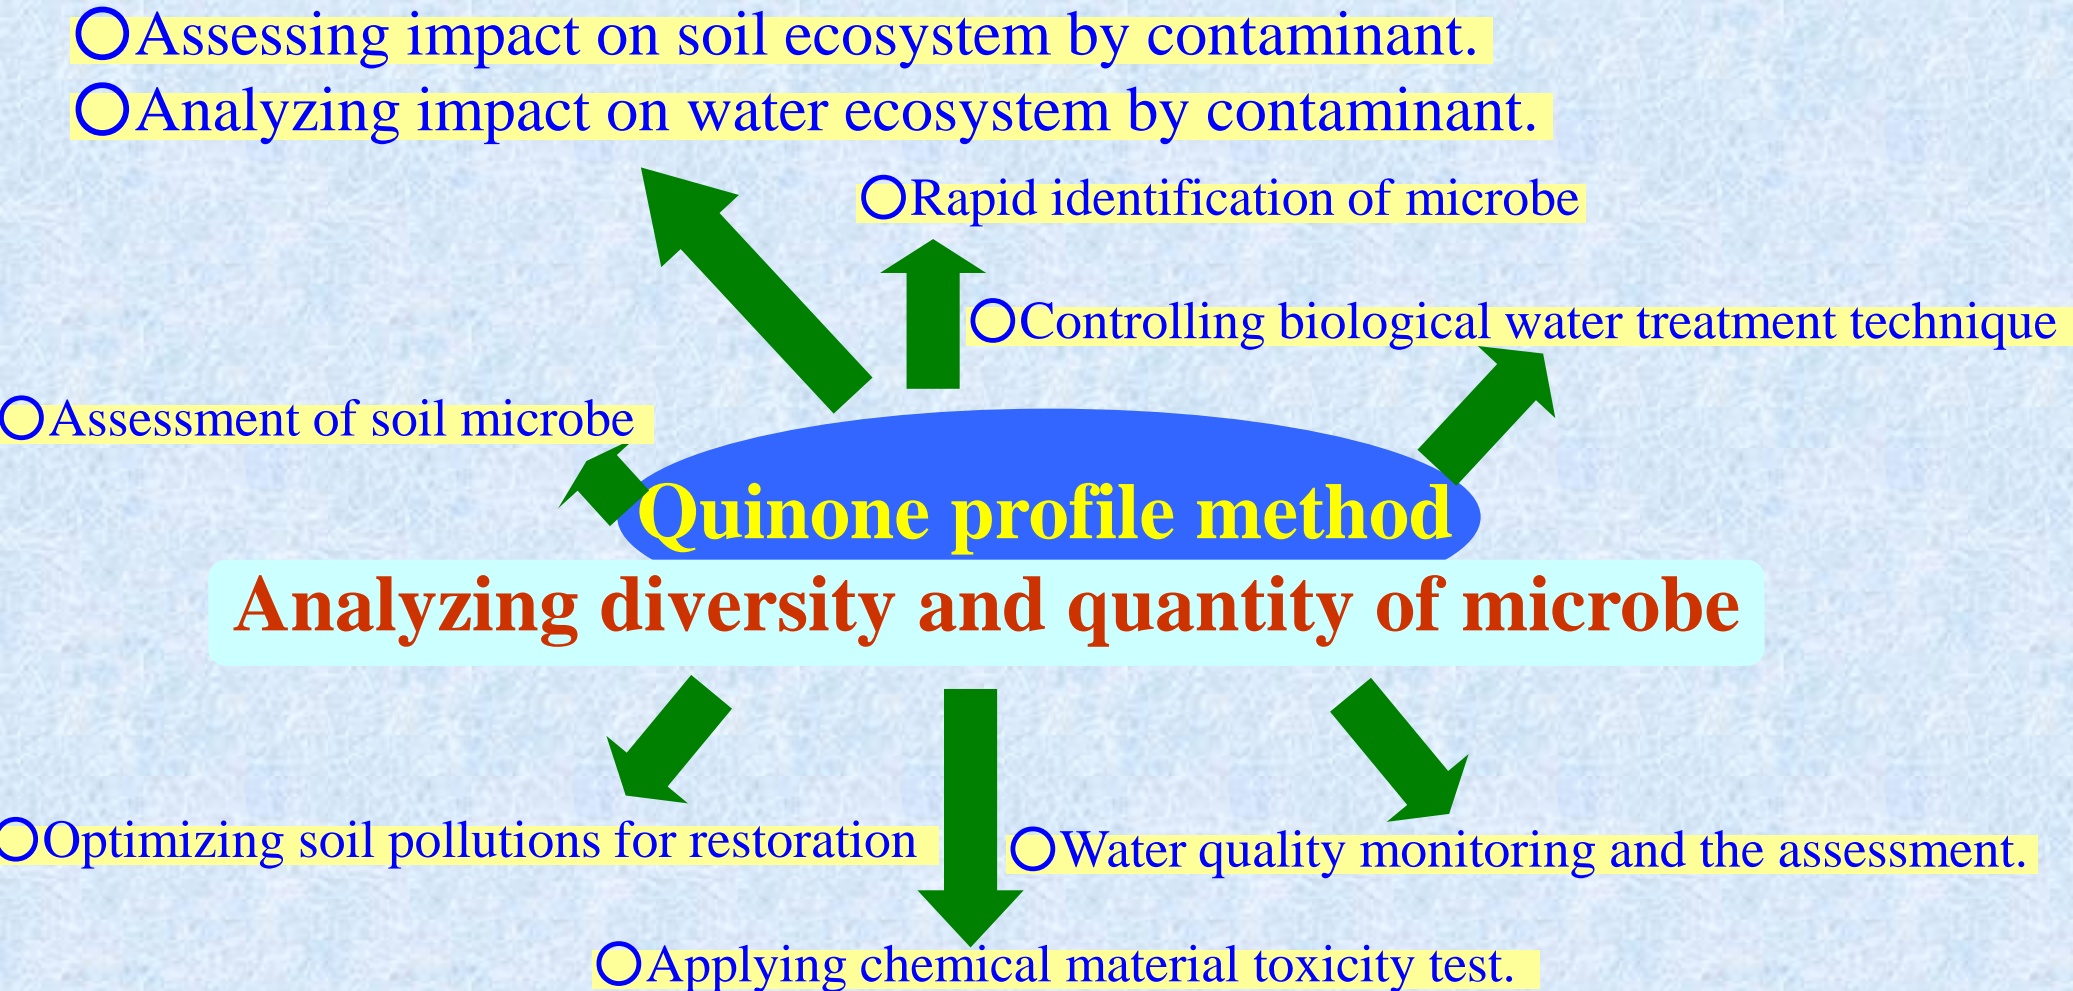 ○Assessing impact on soil ecosystem by contaminant.
○Analyzing impact on water ecosystem by contaminant.
○Rapid identification of microbe
○Controlling biological water treatment technique
○Assessment of soil microbe
Quinone profile method
Analyzing diversity and quantity of microbe
○Optimizing soil pollutions for restoration
○Water quality monitoring and the assessment.
○Applying chemical material toxicity test.